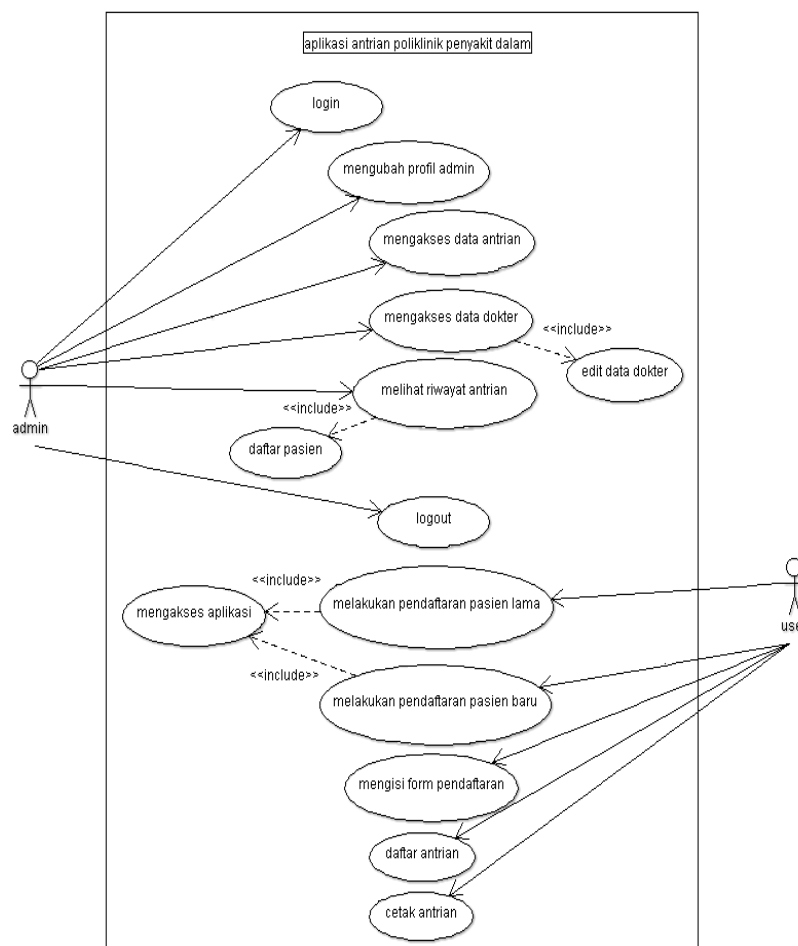 aplikasi antrian poliklinik penyakit dalam
login
mengubah profil admin
mengakses data antrian
mengakses data dokter
<<include>>
edit data dokter
melihat riwayat antrian
<<include>>
admin
daftar pasien
logout
<<include>>
melakukan pendaftaran pasien lama
mengakses aplikasi
use
<<include>>
melakukan pendaftaran pasien baru
mengisi form pendaftaran
daftar antrian
cetak antrian